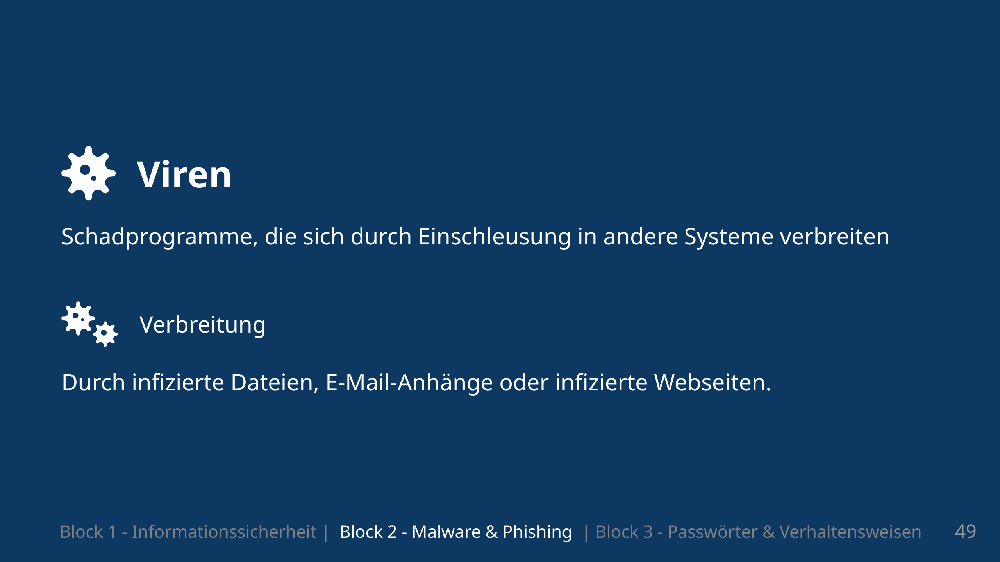 Viren
Schadprogramme, die sich durch Einschleusung in andere Systeme verbreiten
Verbreitung
Durch infizierte Dateien, E-Mail-Anhänge oder infizierte Webseiten.
Block 1 - Informationssicherheit | Block 2 - Malware & Phishing | Block 3 - Passwörter & Verhaltensweisen 49